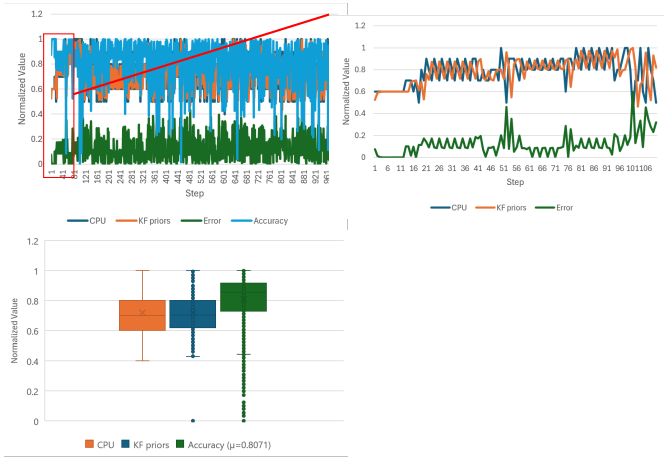 1.2
1
0.8
0.6
0.4
0.2
0
Normalized Value
1 41 81 121 161 201 241 281 321 361 401 441 481 521 561 601 641 681 721 761 801 841 881 921 961
Step
CPU KF priors Error Accuracy
1.2
1
0.8
0.6
0.4
0.2
0
Normalized Value
1 6 11 16 21 26 31 36 41 46 51 56 61 66 71 76 81 86 91 96 101 106
Step
CPU KF priors Error
1.2
1
0.8
0.6
0.4
0.2
0
Normalized Value
CPU KF priors Accuracy (μ=0.8071)